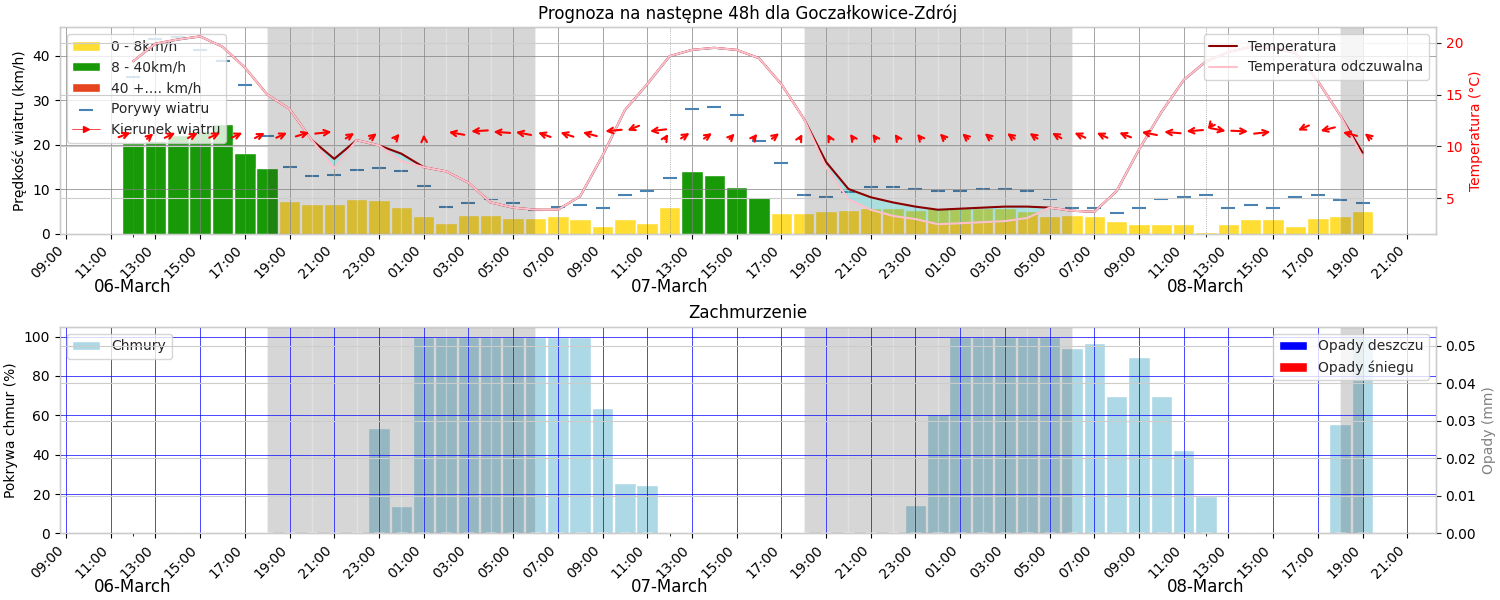 Prognoza na następne 48h dla Goczałkowice-Zdrój
Prędkość wiatru (km/h)
40
30
20
10
0
0 - 8km/h
8 - 40km/h
40 +.... km/h
Porywy wiatru
Kierunek wiatru
Temperatura
Temperatura odczuwalna
20
15
10
5
Temperatura (°C)
09:00 11:00 13:00 15:00 17:00 19:00 21:00 23:00 01:00 03:00 05:00 07:00 09:00 11:00 13:00 15:00 17:00 19:00 21:00 23:00 01:00 03:00 05:00 07:00 09:00 11:00 13:00 15:00 17:00 19:00 21:00
06-March 07-March 08-March
Zachmurzenie
Pokrywa chmur (%)
100
80
60
40
20
0
Chmury
Opady deszczu
Opady śniegu
0.05
0.04
0.03
0.02
0.01
0.00
Opady (mm)
09:00 11:00 13:00 15:00 17:00 19:00 21:00 23:00 01:00 03:00 05:00 07:00 09:00 11:00 13:00 15:00 17:00 19:00 21:00 23:00 01:00 03:00 05:00 07:00 09:00 11:00 13:00 15:00 17:00 19:00 21:00
06-March 07-March 08-March